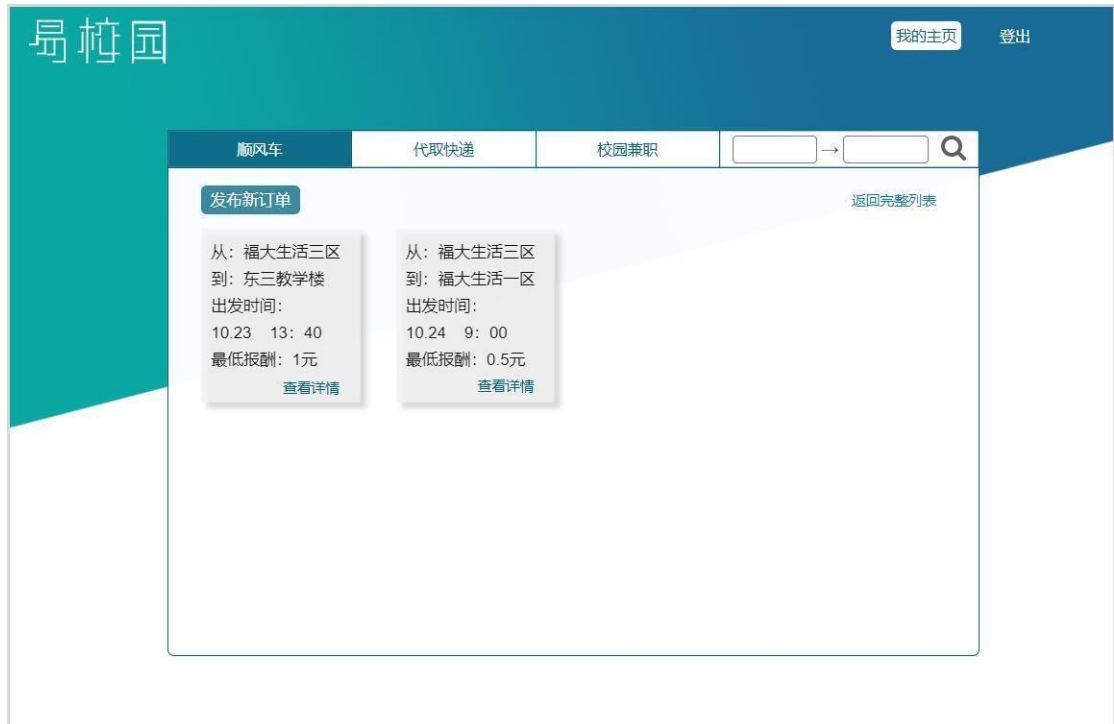 易校园
我的主页 登出
顺风车 代取快递 校园兼职 →
发布新订单 返回完整列表
从：福大生活三区
到：东三教学楼
出发时间：
10.23 13：40
最低报酬：1元
查看详情
从：福大生活三区
到：福大生活一区
出发时间：
10.24 9：00
最低报酬：0.5元
查看详情